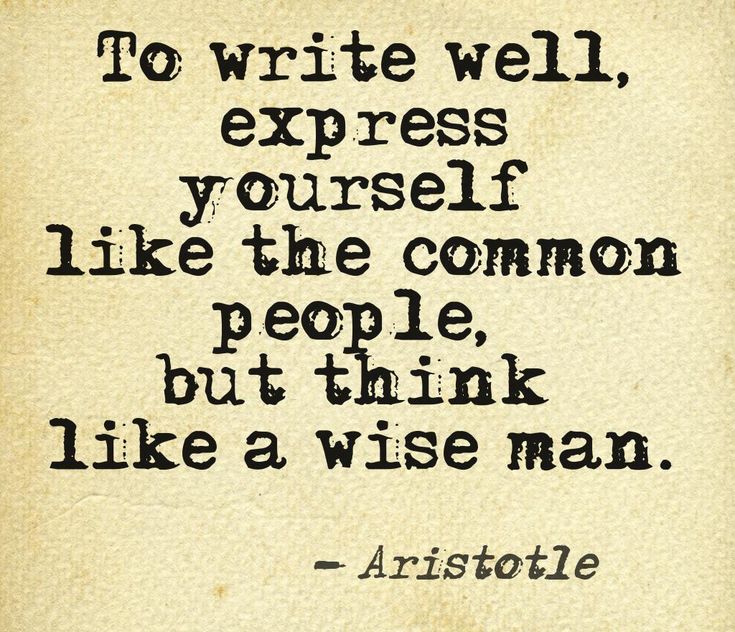 To write well,
express
yourself
like the common
people,
but think
like a wise man.
- Aristotle